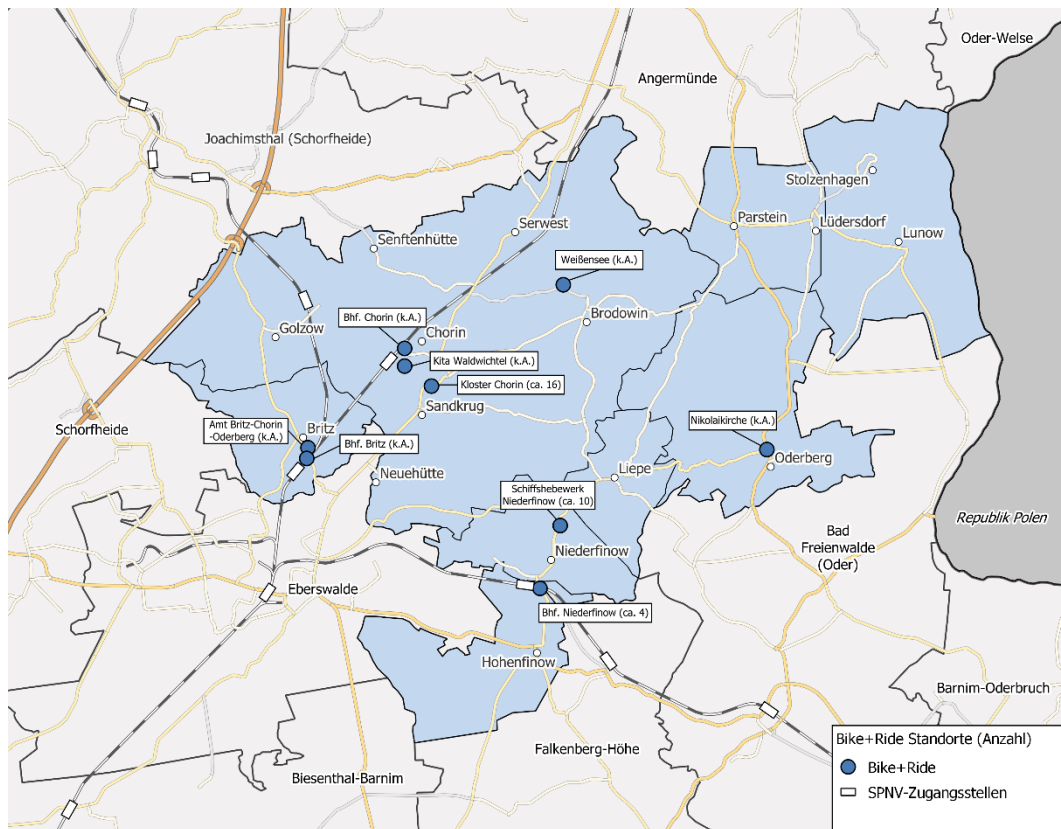 Oder-Welse
Angermünde
Joachimsthal (Schorfheide)
Stolzenhagen
Serwest
Parstein
Lüdersdorf
Lunow
Senftenhütte
Weißensee (k.A.)
Bhf. Chorin (k.A.)
Brodowin
Golzow
Chorin
Kita Waldwichtel (k.A.)
Kloster Chorin (ca. 16)
Sandkrug
Schorfheide
Amt Britz-Chorin
-Oderberg (k.A.)
Britz
Bhf. Britz (k.A.)
Nikolaikirche (k.A.)
Neuehütte
Liepe
Oderberg
Schiffshebewerk
Niederfinow (ca. 10)
Republik Polen
Niederfinow
Bad
Freienwalde
(Oder)
Eberswalde
Bhf. Niederfinow (ca. 4)
Hohenfinow
Barnim-Oderbruch
Falkenberg-Höhe
Biesenthal-Barnim
Bike+Ride Standorte (Anzahl)
Bike+Ride
SPNV-Zugangsstellen